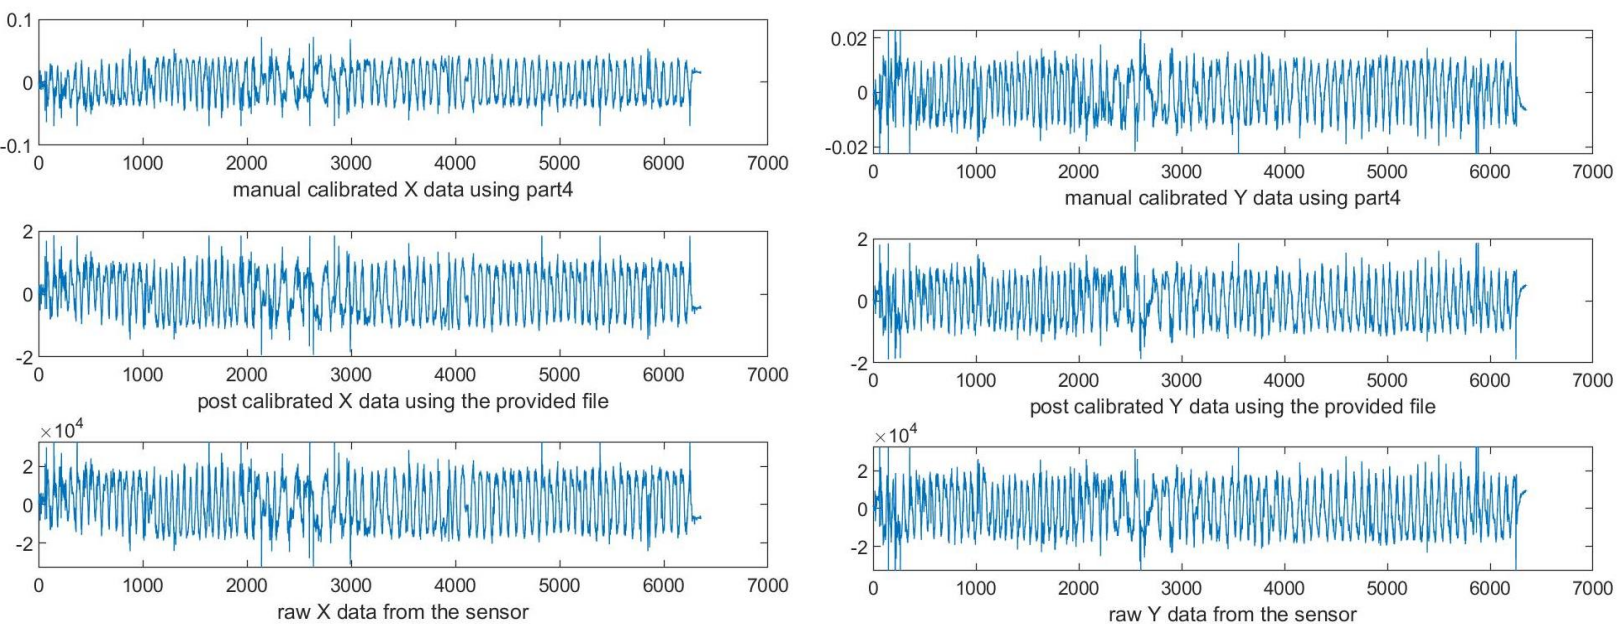 0.1
0
-0.1
0 1000 2000 3000 4000 5000 6000 7000
manual calibrated X data using part4
2
0
-2
0 1000 2000 3000 4000 5000 6000 7000
post calibrated X data using the provided file
×10^4
2
0
-2
0 1000 2000 3000 4000 5000 6000 7000
raw X data from the sensor
0.02
0
-0.02
0 1000 2000 3000 4000 5000 6000 7000
manual calibrated Y data using part4
2
0
-2
0 1000 2000 3000 4000 5000 6000 7000
post calibrated Y data using the provided file
×10^4
2
0
-2
0 1000 2000 3000 4000 5000 6000 7000
raw Y data from the sensor